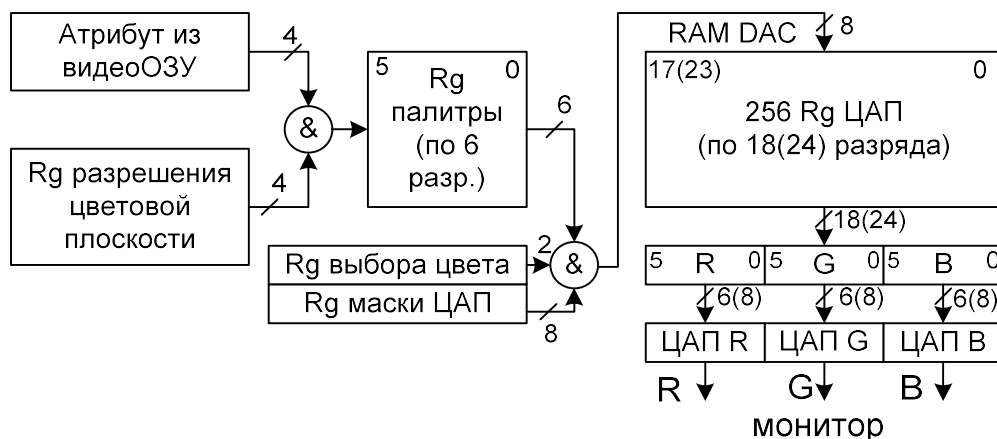 Атрибут из
видеоОЗУ
4
&
Rg разрешения
цветовой
плоскости
4
5 0
Rg
палитры
(по 6
разр.)
6
Rg выбора цвета
2
&
Rg маски ЦАП
8
RAM DAC
8
17(23) 0
256 Rg ЦАП
(по 18(24) разряда)
18(24)
5 R 0 5 G 0 5 B 0
6(8) 6(8) 6(8)
ЦАП R ЦАП G ЦАП B
R G B
монитор